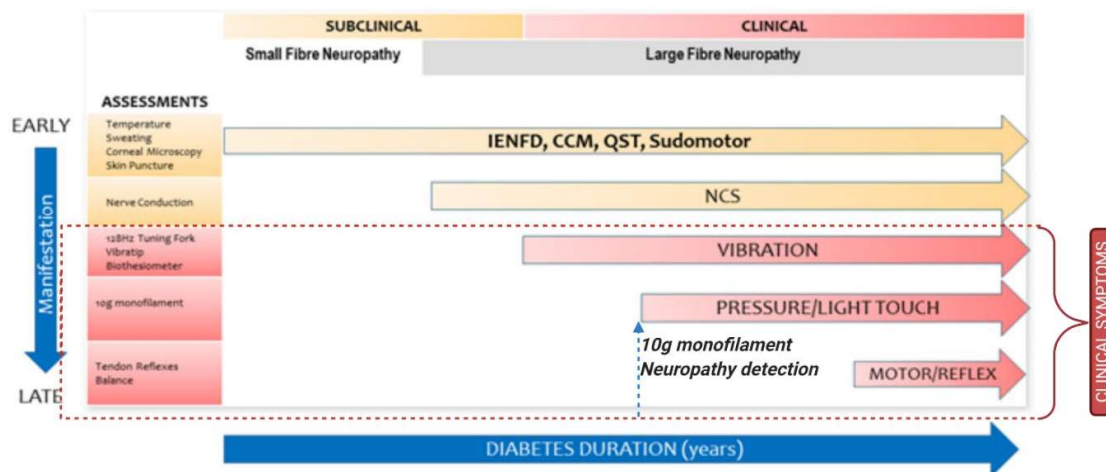 SUBCLINICAL
CLINICAL
Small Fibre Neuropathy
Large Fibre Neuropathy
ASSESSMENTS
EARLY
Temperature
Sweating
Corneal Microscopy
Skin Puncture
IENFD, CCM, QST, Sudomotor
Nerve Conduction
NCS
Manifestation
128Hz Tuning Fork
Vibratip
Biothesiometer
VIBRATION
10g monofilament
PRESSURE/LIGHT TOUCH
10g monofilament
Neuropathy detection
Tendon Reflexes
Balance
MOTOR/REFLEX
LATE
CLINICAL SYMPTOMS
DIABETES DURATION (years)